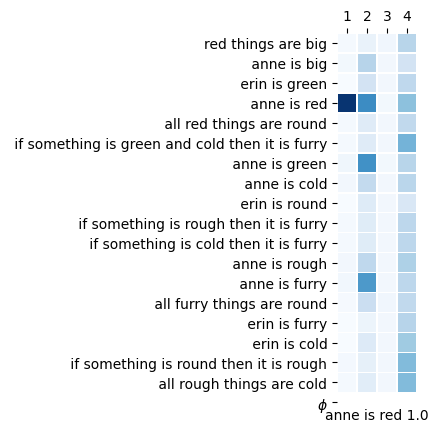 1 2 3 4
red things are big
anne is big
erin is green
anne is red
all red things are round
if something is green and cold then it is furry
anne is green
anne is cold
erin is round
if something is rough then it is furry
if something is cold then it is furry
anne is rough
anne is furry
all furry things are round
erin is furry
erin is cold
if something is round then it is rough
all rough things are cold
ϕ
anne is red 1.0